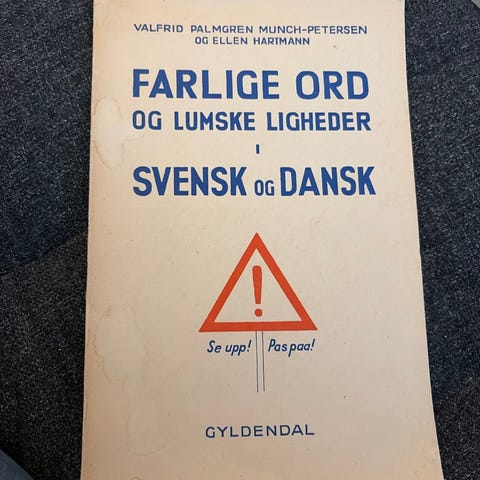 VALFRID PALMGREN MUNCH-PETERSEN
OG ELLEN HARTMANN
FARLIGE ORD
OG LUMSKE LIGHEDER
I
SVENSK OG DANSK
!
Se upp! Pas paa!
GYLDENDAL